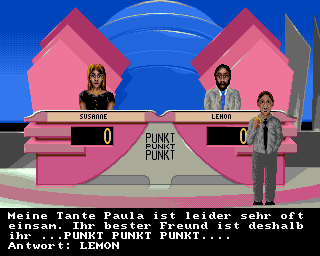 SUSANNE LEMON
0 0
PUNKT
PUNKT
PUNKT
Meine Tante Paula ist leider sehr oft
einsam. Ihr bester Freund ist deshalb
ihr ...PUNKT PUNKT PUNKT....
Antwort: LEMON